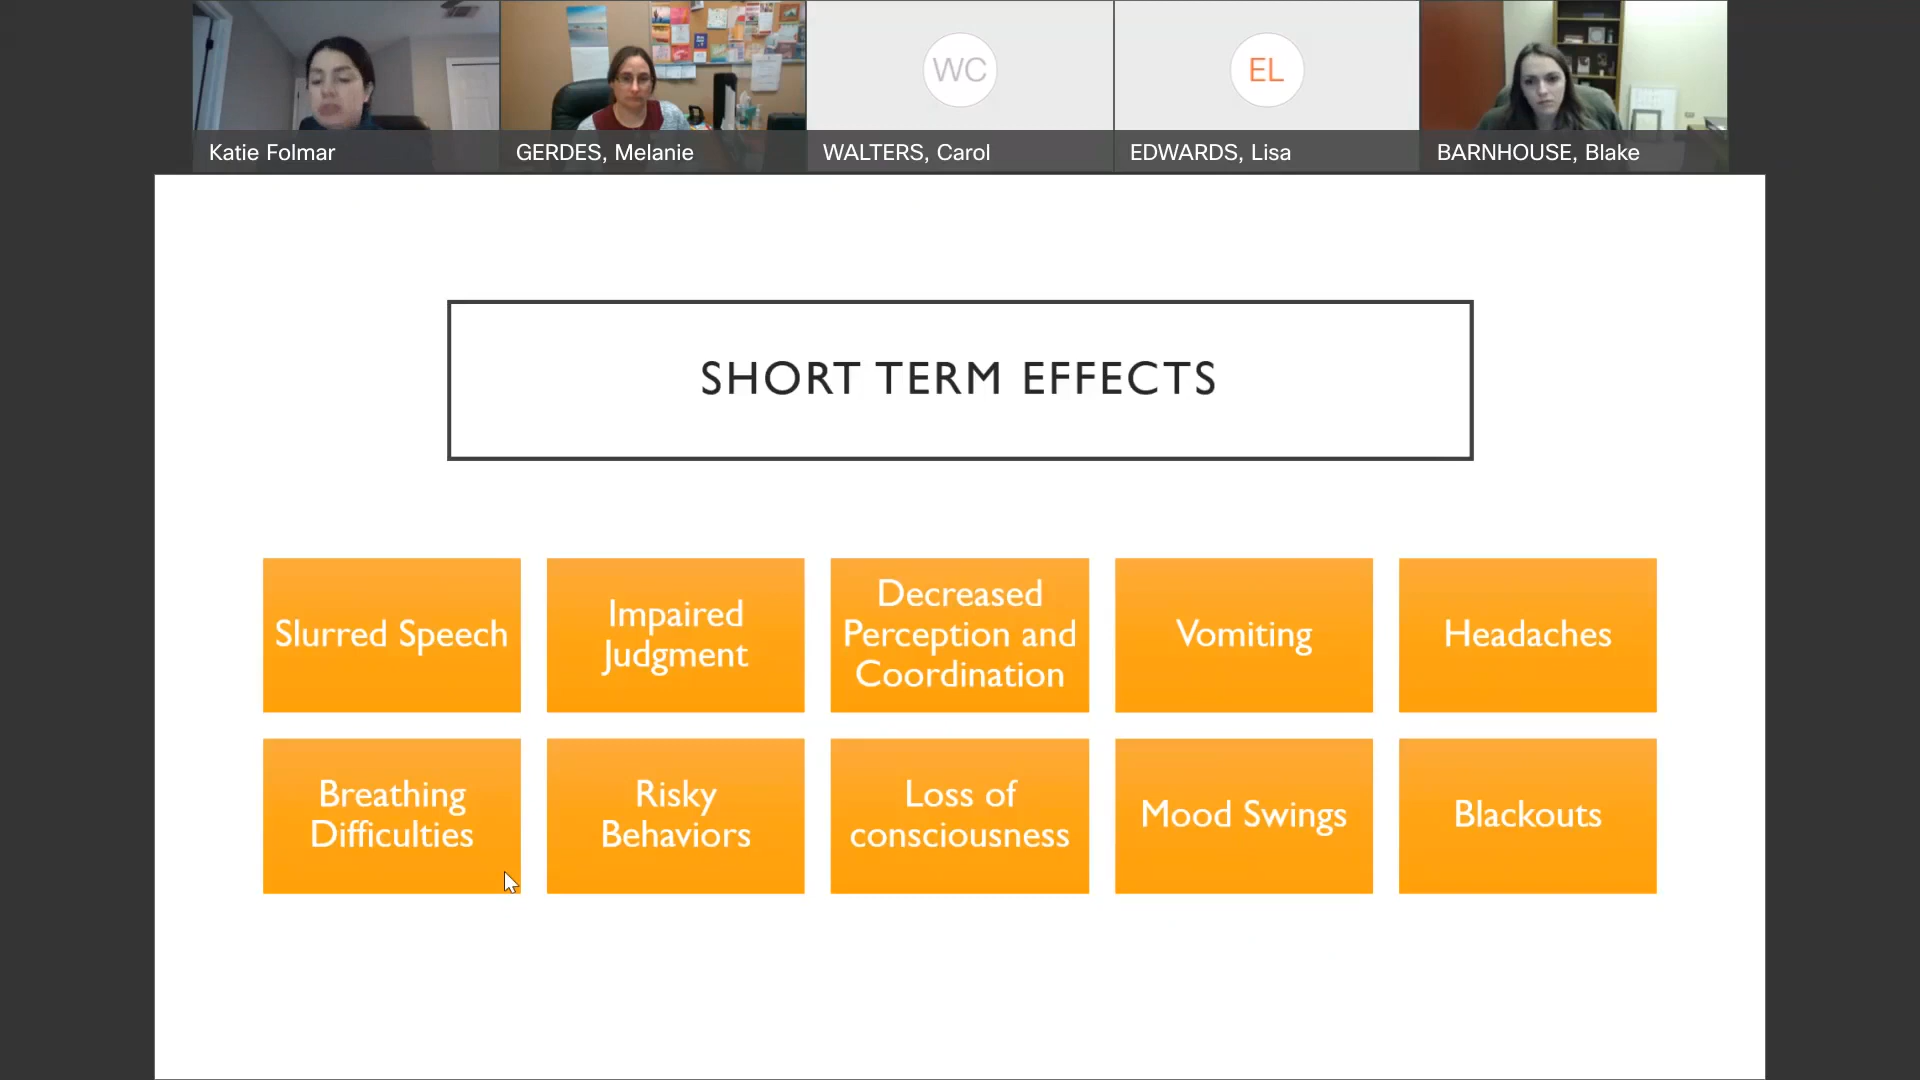 WC
EL
Katie Folmar
GERDES, Melanie
WALTERS, Carol
EDWARDS, Lisa
BARNHOUSE, Blake
SHORT TERM EFFECTS
Slurred Speech
Impaired
Judgment
Decreased
Perception and
Coordination
Vomiting
Headaches
Breathing
Difficulties
Risky
Behaviors
Loss of
consciousness
Mood Swings
Blackouts